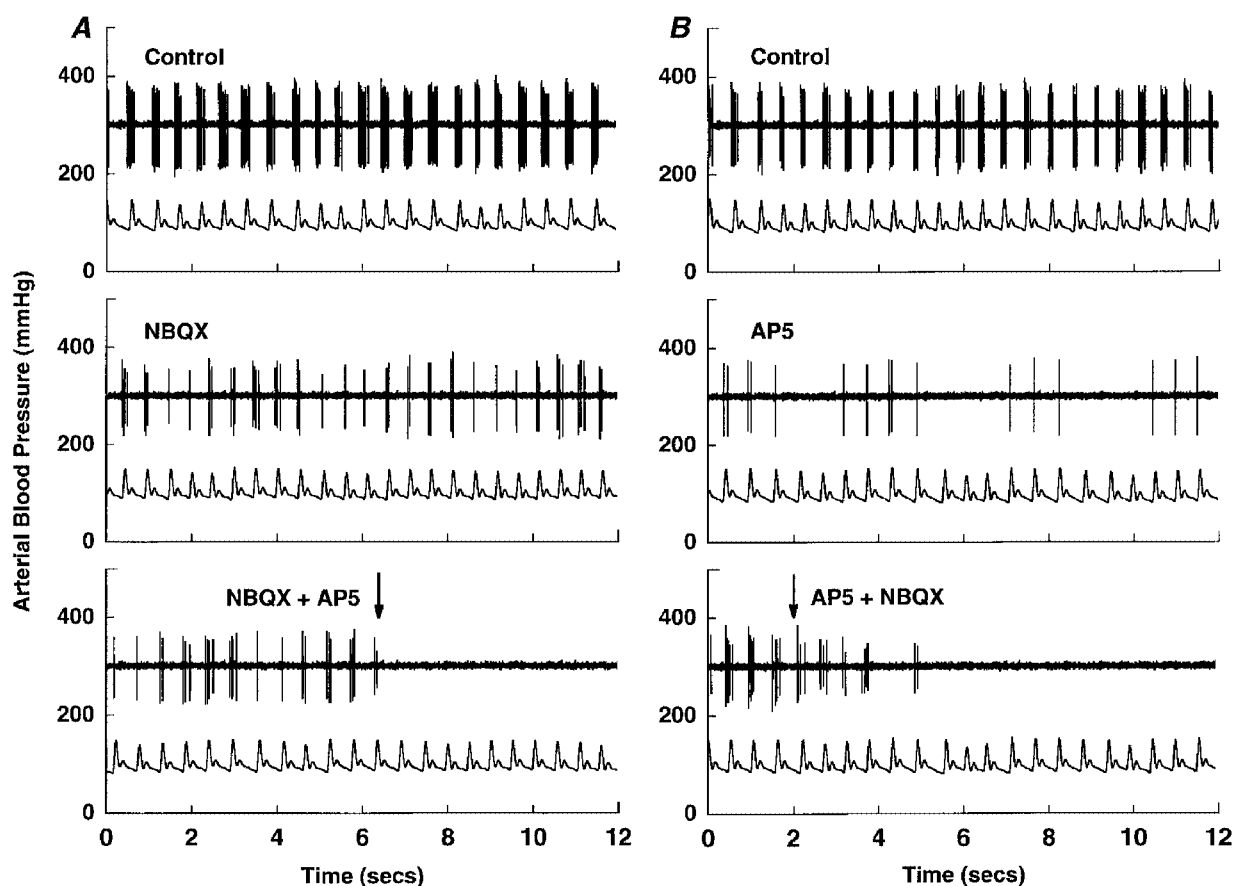 A
B
Control
Control
400
200
0
400
200
0
NBQX
AP5
400
200
0
400
200
0
NBQX + AP5
AP5 + NBQX
400
200
0
400
200
0
0 2 4 6 8 10 12
0 2 4 6 8 10 12
Time (secs)
Time (secs)
Arterial Blood Pressure (mmHg)